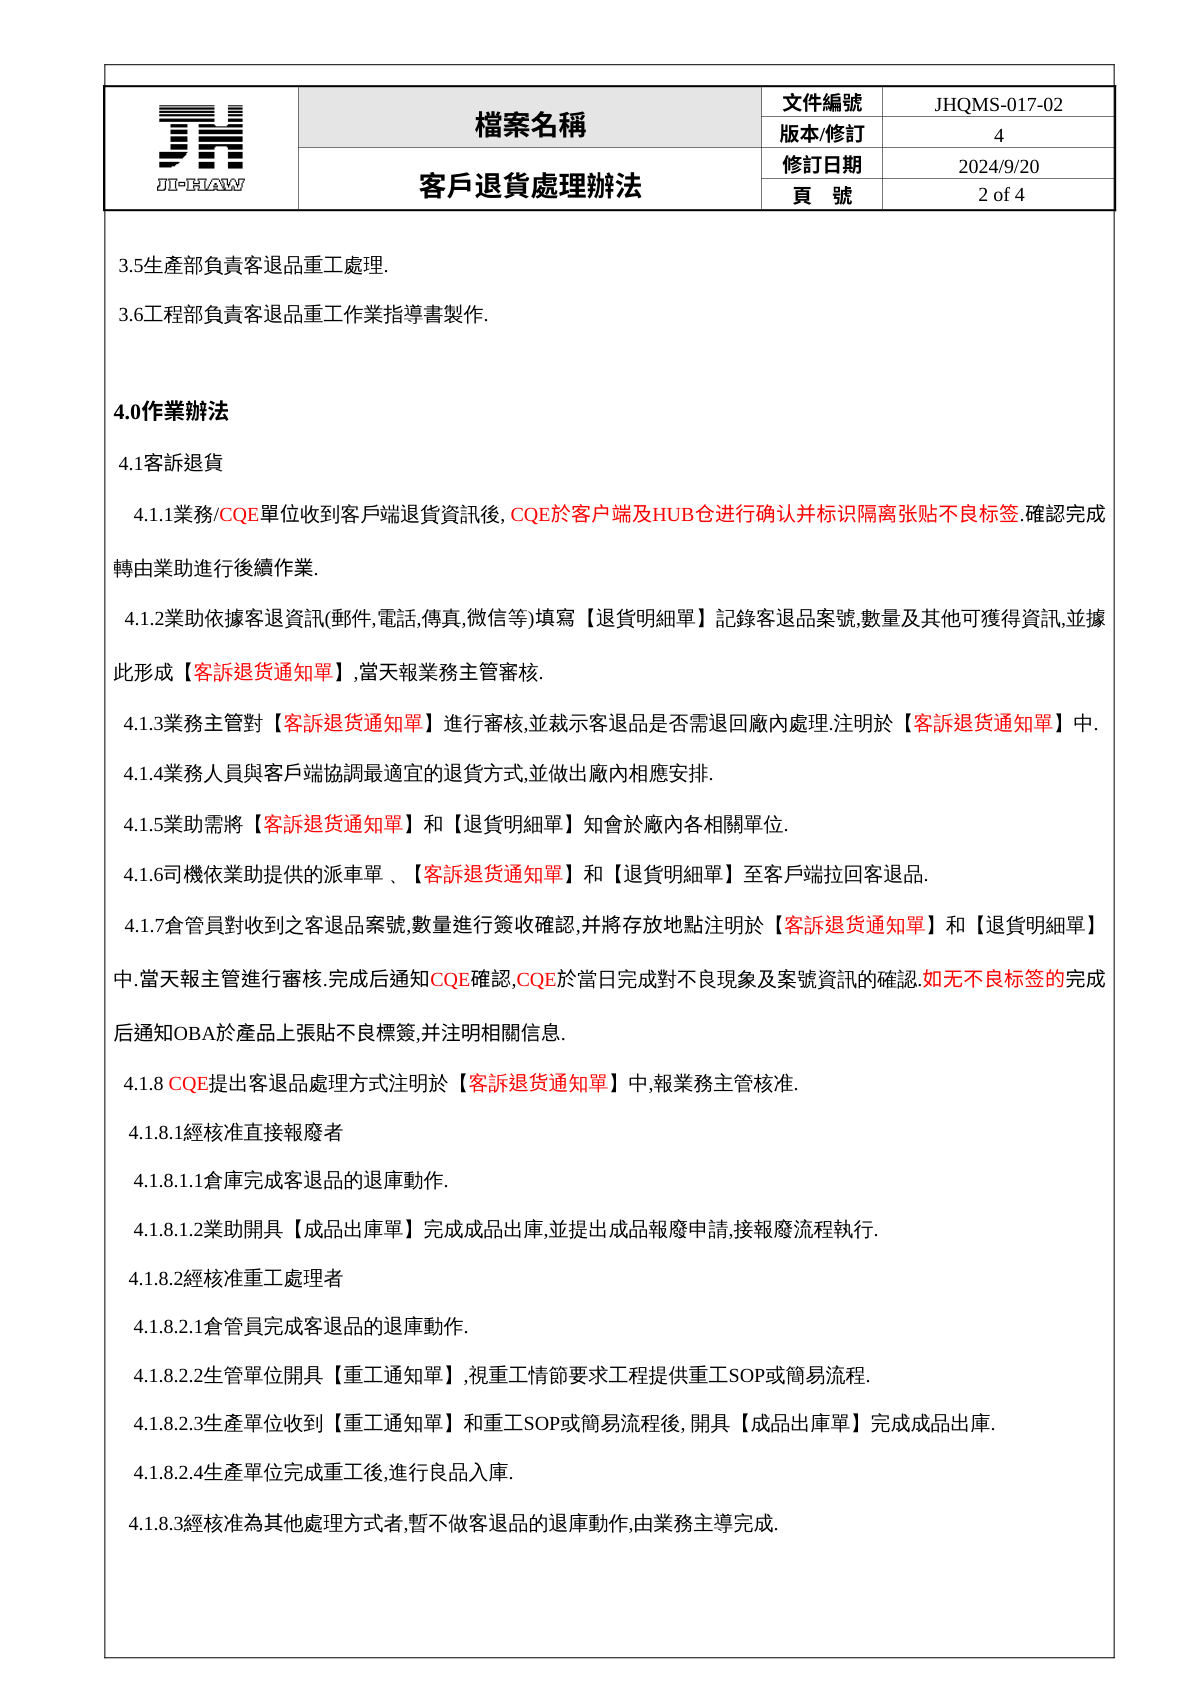 JH
JI-HAW
檔案名稱
客戶退貨處理辦法
文件編號 JHQMS-017-02
版本/修訂 4
修訂日期 2024/9/20
頁 號 2 of 4
3.5生產部負責客退品重工處理.
3.6工程部負責客退品重工作業指導書製作.
4.0作業辦法
4.1客訴退貨
4.1.1業務/CQE單位收到客戶端退貨資訊後, CQE於客户端及HUB仓进行确认并标识隔离张贴不良标签.確認完成
轉由業助進行後續作業.
4.1.2業助依據客退資訊(郵件,電話,傳真,微信等)填寫【退貨明細單】記錄客退品案號,數量及其他可獲得資訊,並據
此形成【客訴退货通知單】,當天報業務主管審核.
4.1.3業務主管對【客訴退货通知單】進行審核,並裁示客退品是否需退回廠內處理.注明於【客訴退货通知單】中.
4.1.4業務人員與客戶端協調最適宜的退貨方式,並做出廠內相應安排.
4.1.5業助需將【客訴退货通知單】和【退貨明細單】知會於廠內各相關單位.
4.1.6司機依業助提供的派車單 、【客訴退货通知單】和【退貨明細單】至客戶端拉回客退品.
4.1.7倉管員對收到之客退品案號,數量進行簽收確認,并將存放地點注明於【客訴退货通知單】和【退貨明細單】
中.當天報主管進行審核.完成后通知CQE確認,CQE於當日完成對不良現象及案號資訊的確認.如无不良标签的完成
后通知OBA於產品上張貼不良標簽,并注明相關信息.
4.1.8 CQE提出客退品處理方式注明於【客訴退货通知單】中,報業務主管核准.
4.1.8.1經核准直接報廢者
4.1.8.1.1倉庫完成客退品的退庫動作.
4.1.8.1.2業助開具【成品出庫單】完成成品出庫,並提出成品報廢申請,接報廢流程執行.
4.1.8.2經核准重工處理者
4.1.8.2.1倉管員完成客退品的退庫動作.
4.1.8.2.2生管單位開具【重工通知單】,視重工情節要求工程提供重工SOP或簡易流程.
4.1.8.2.3生產單位收到【重工通知單】和重工SOP或簡易流程後, 開具【成品出庫單】完成成品出庫.
4.1.8.2.4生產單位完成重工後,進行良品入庫.
4.1.8.3經核准為其他處理方式者,暫不做客退品的退庫動作,由業務主導完成.